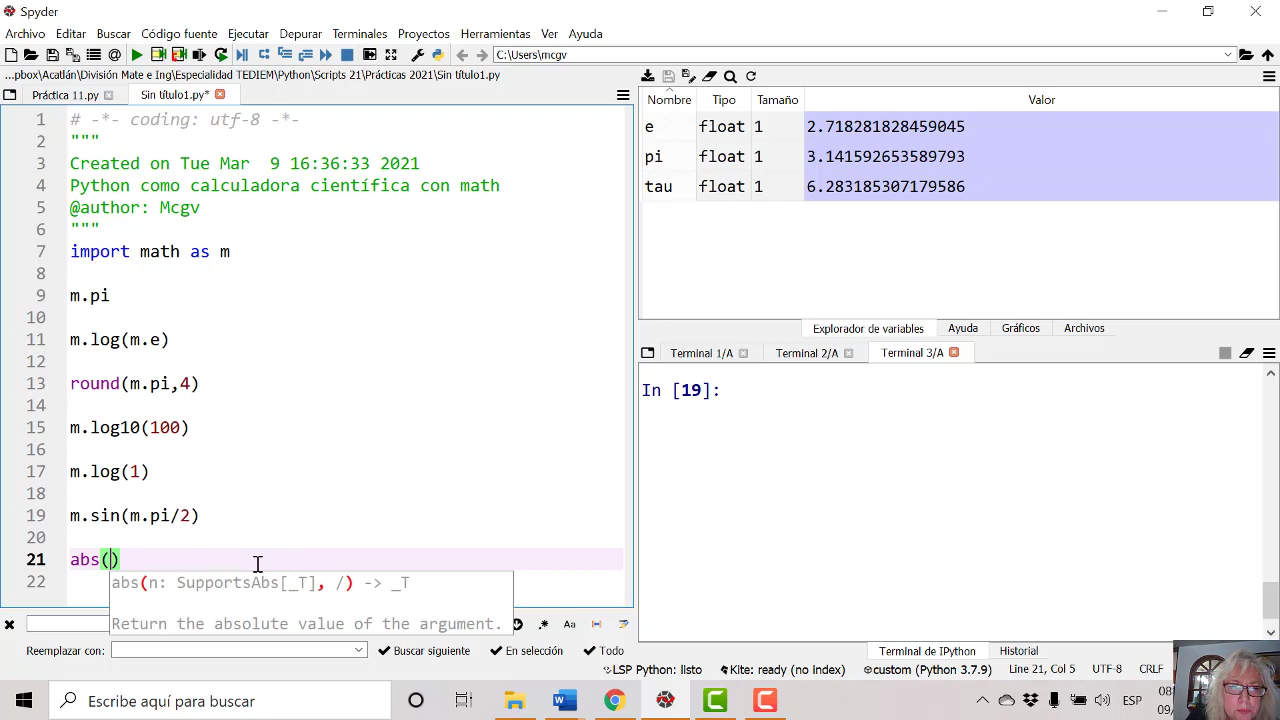 Spyder
Archivo Editar Buscar Código fuente Ejecutar Depurar Terminales Proyectos Herramientas Ver Ayuda
C:\Users\mcgv
...pbox\Acatlán\División Mate e Ing\Especialidad TEDIEM\Python\Scripts 21\Prácticas 2021\Sin título1.py*
Práctica 11.py Sin título1.py*
1 # -*- coding: utf-8 -*-
2 """
3 Created on Tue Mar  9 16:36:33 2021
4 Python como calculadora científica con math
5 @author: Mcgv
6 """
7 import math as m
8
9 m.pi
10
11 m.log(m.e)
12
13 round(m.pi,4)
14
15 m.log10(100)
16
17 m.log(1)
18
19 m.sin(m.pi/2)
20
21 abs()
22
abs(n: SupportsAbs[_T], /) -> _T
Return the absolute value of the argument.
Aa
Reemplazar con: Buscar siguiente En selección Todo
Nombre Tipo Tamaño Valor
e float 1 2.718281828459045
pi float 1 3.141592653589793
tau float 1 6.283185307179586
Explorador de variables Ayuda Gráficos Archivos
Terminal 1/A Terminal 2/A Terminal 3/A
In [19]:
Terminal de IPython Historial
LSP Python: listo Kite: ready (no index) custom (Python 3.7.9) Line 21, Col 5 UTF-8 CRLF
Escribe aquí para buscar
ESP